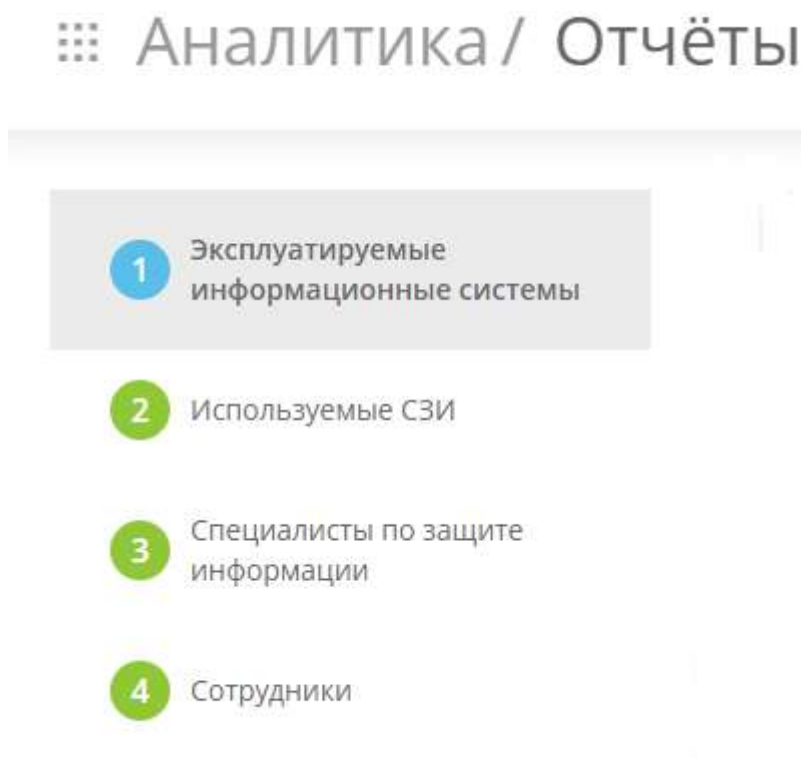 Аналитика / Отчёты
1
Эксплуатируемые
информационные системы
2
Используемые СЗИ
3
Специалисты по защите
информации
4
Сотрудники